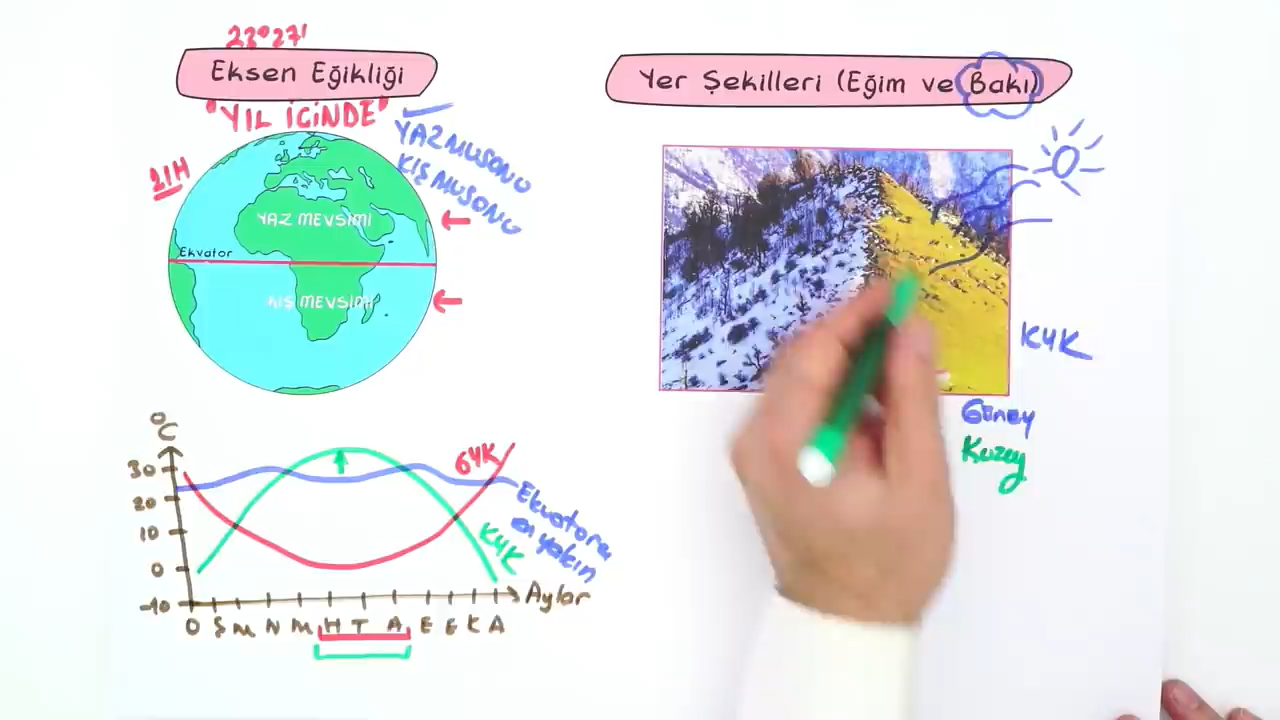 23°27'
Eksen Eğikliği
"YIL İÇİNDE"
YAZ MUSONU
KIŞ MUSONU
21H
YAZ MEVSİMİ
Ekvator
KIŞ MEVSİMİ
°C
30
20
10
0
-10
GYK
KYK
Ekvatora
en yakın
Aylar
O Ş M N M H T A E E K A
Yer Şekilleri (Eğim ve Bakı)
KYK
Güney
Kuzey